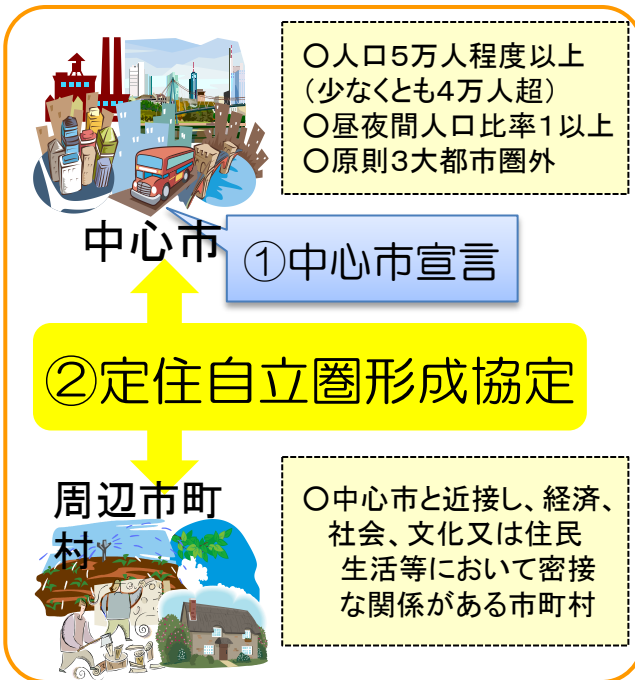 〇人口5万人程度以上
(少なくとも4万人超)
〇昼夜間人口比率1以上
〇原則3大都市圏外
中心市
①中心市宣言
②定住自立圏形成協定
周辺市町
村
〇中心市と近接し、経済、
社会、文化又は住民
生活等において密接
な関係がある市町村